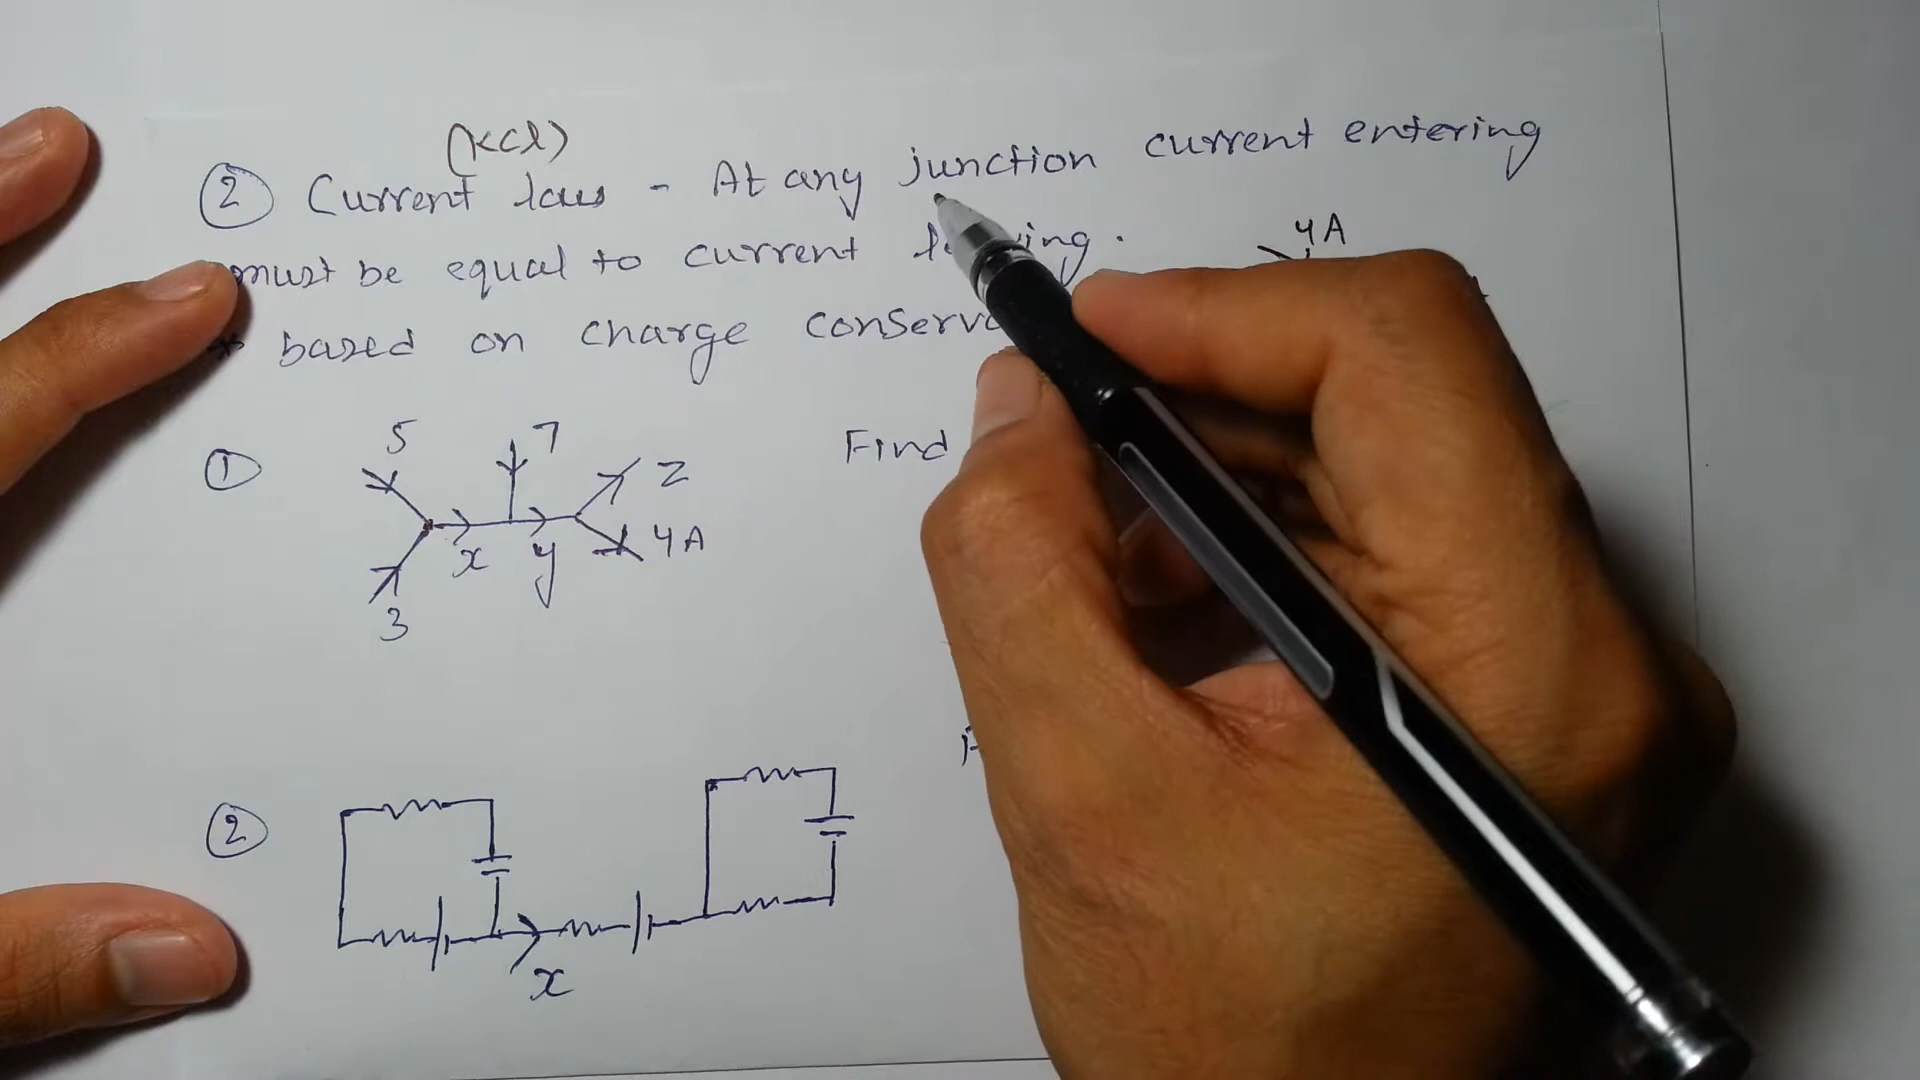 (KCl)
② Current law - At any junction current entering
must be equal to current
4A
based on charge
① 5 7 z
Find
x y 4A
3
②
x